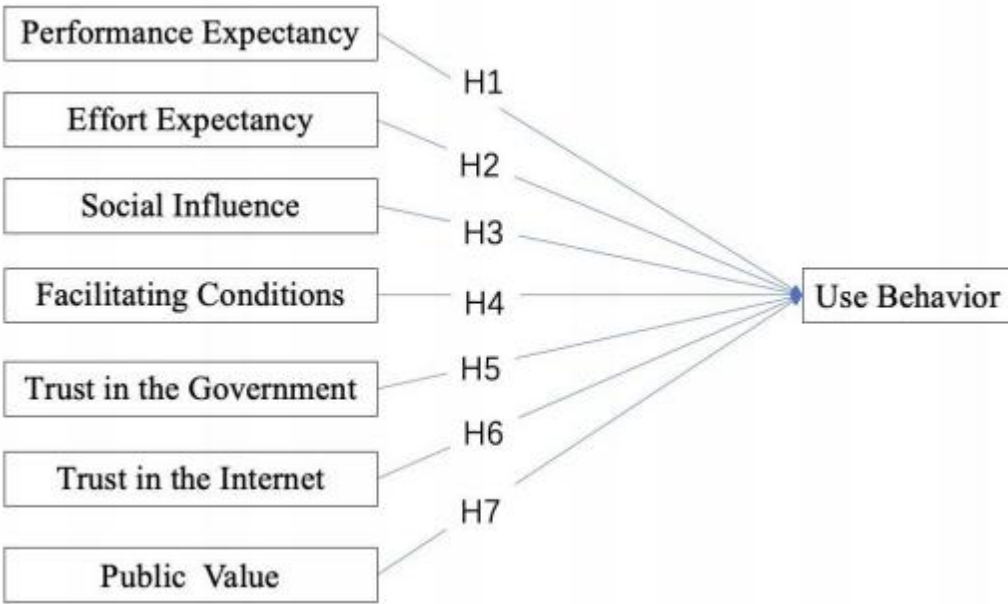 Performance Expectancy
H1
Effort Expectancy
H2
Social Influence
H3
Facilitating Conditions
H4
Use Behavior
Trust in the Government
H5
Trust in the Internet
H6
Public Value
H7